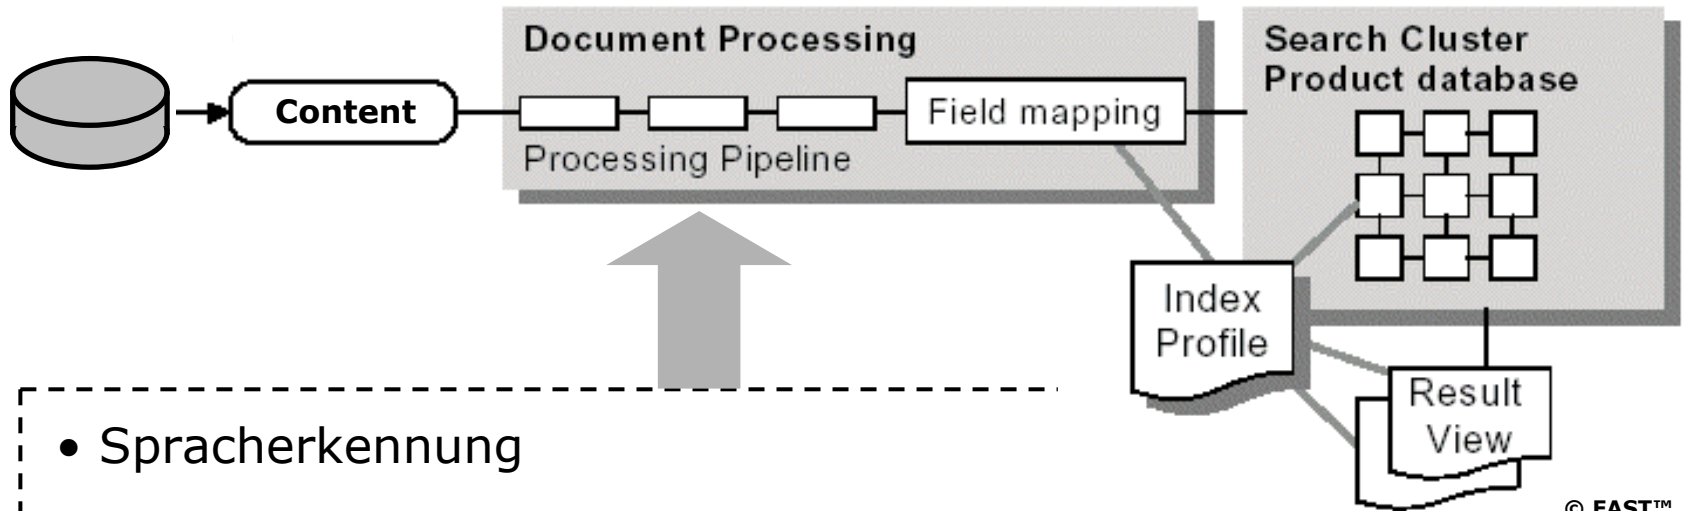 Document Processing
Search Cluster
Product database
Content
Field mapping
Processing Pipeline
Index
Profile
Result
View
• Spracherkennung
© FAST™